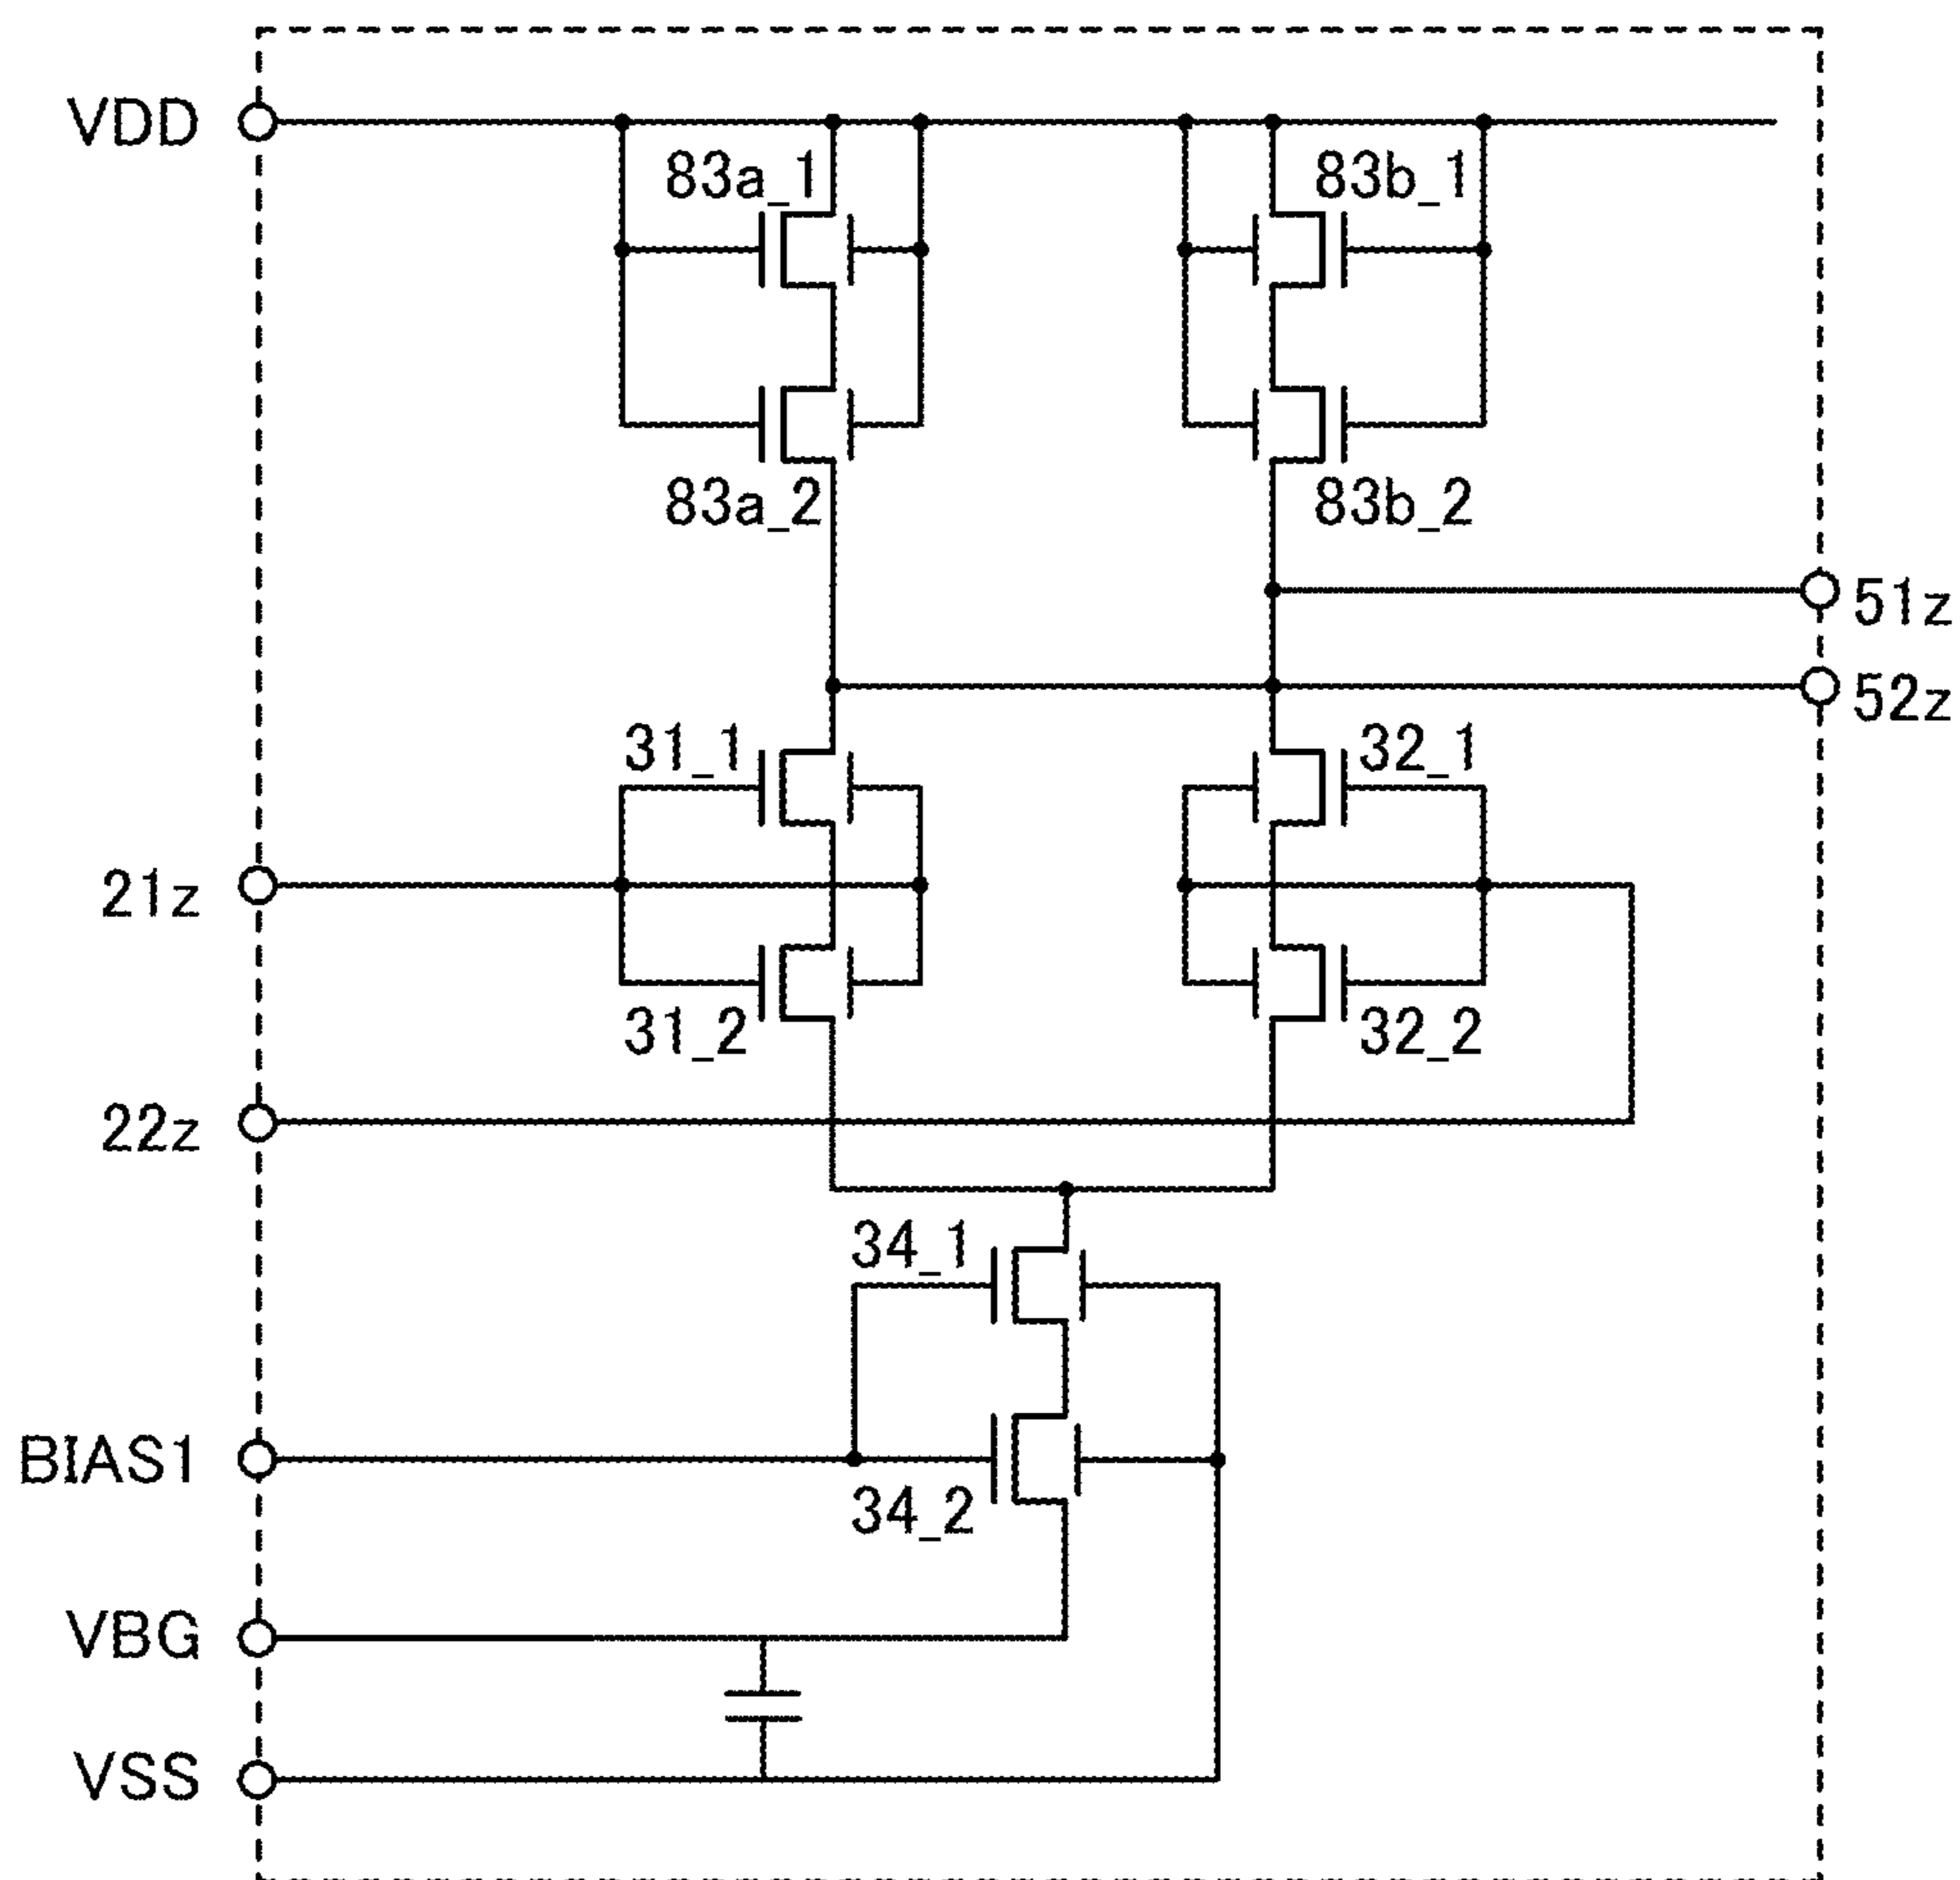 VDD
83a_1
83b_1
83a_2
83b_2
51z
52z
31_1
32_1
21z
31_2
32_2
22z
34_1
BIAS1
34_2
VBG
VSS